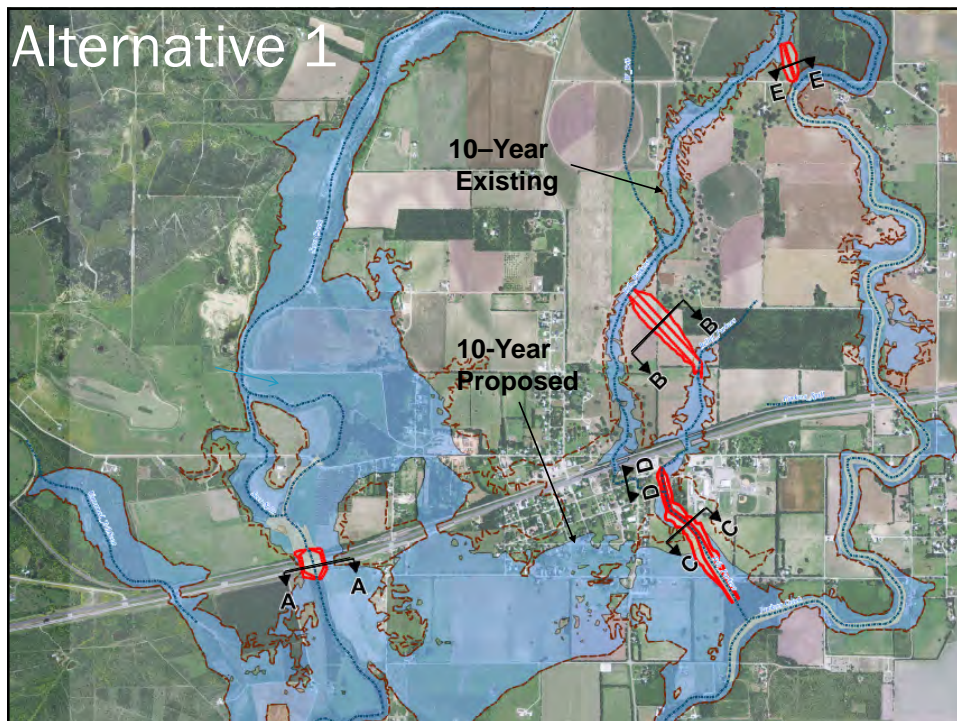 Alternative 1
E
E
10–Year
Existing
B
B
10-Year
Proposed
D
D
C
C
A
A